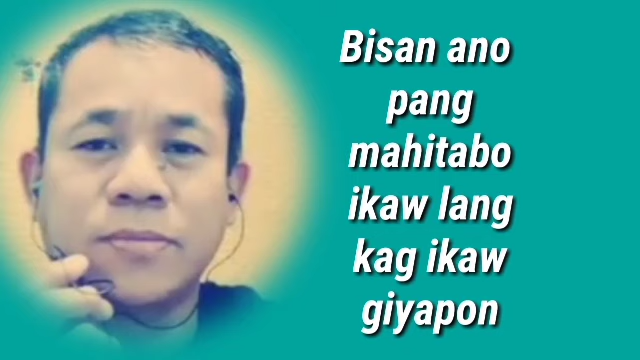 Bisan ano
pang
mahitabo
ikaw lang
kag ikaw
giyapon